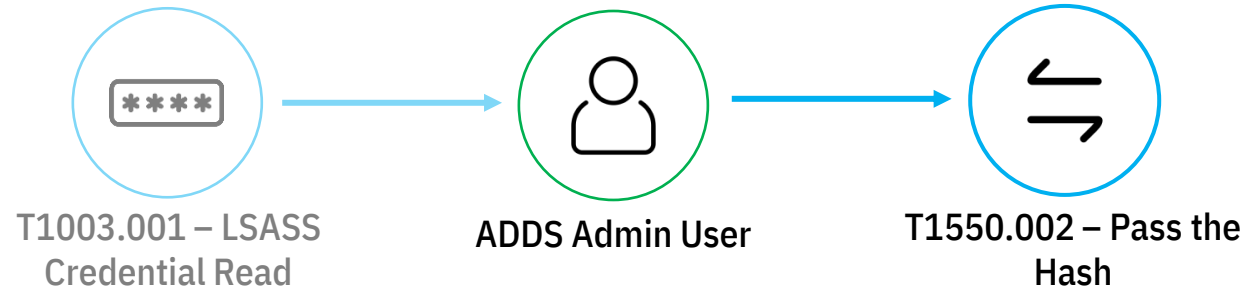 ****
T1003.001 – LSASS
Credential Read
ADDS Admin User
T1550.002 – Pass the
Hash